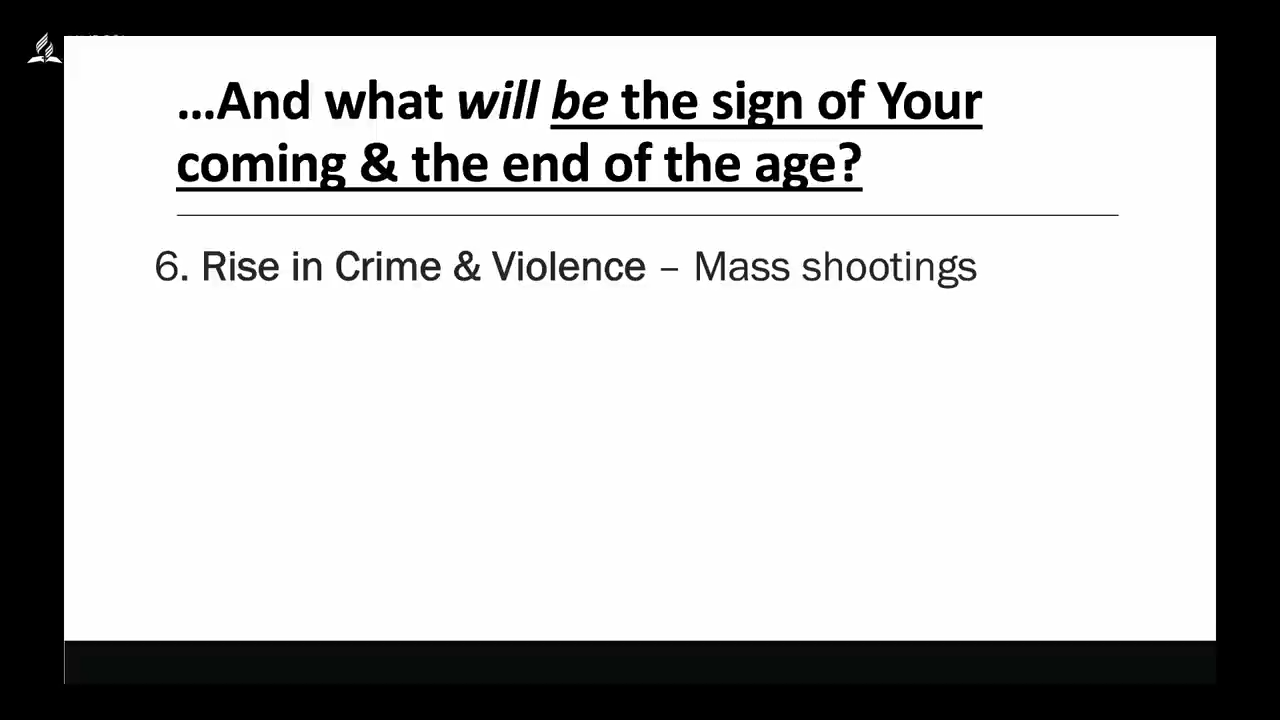 ...And what will be the sign of Your
coming & the end of the age?
6. Rise in Crime & Violence – Mass shootings